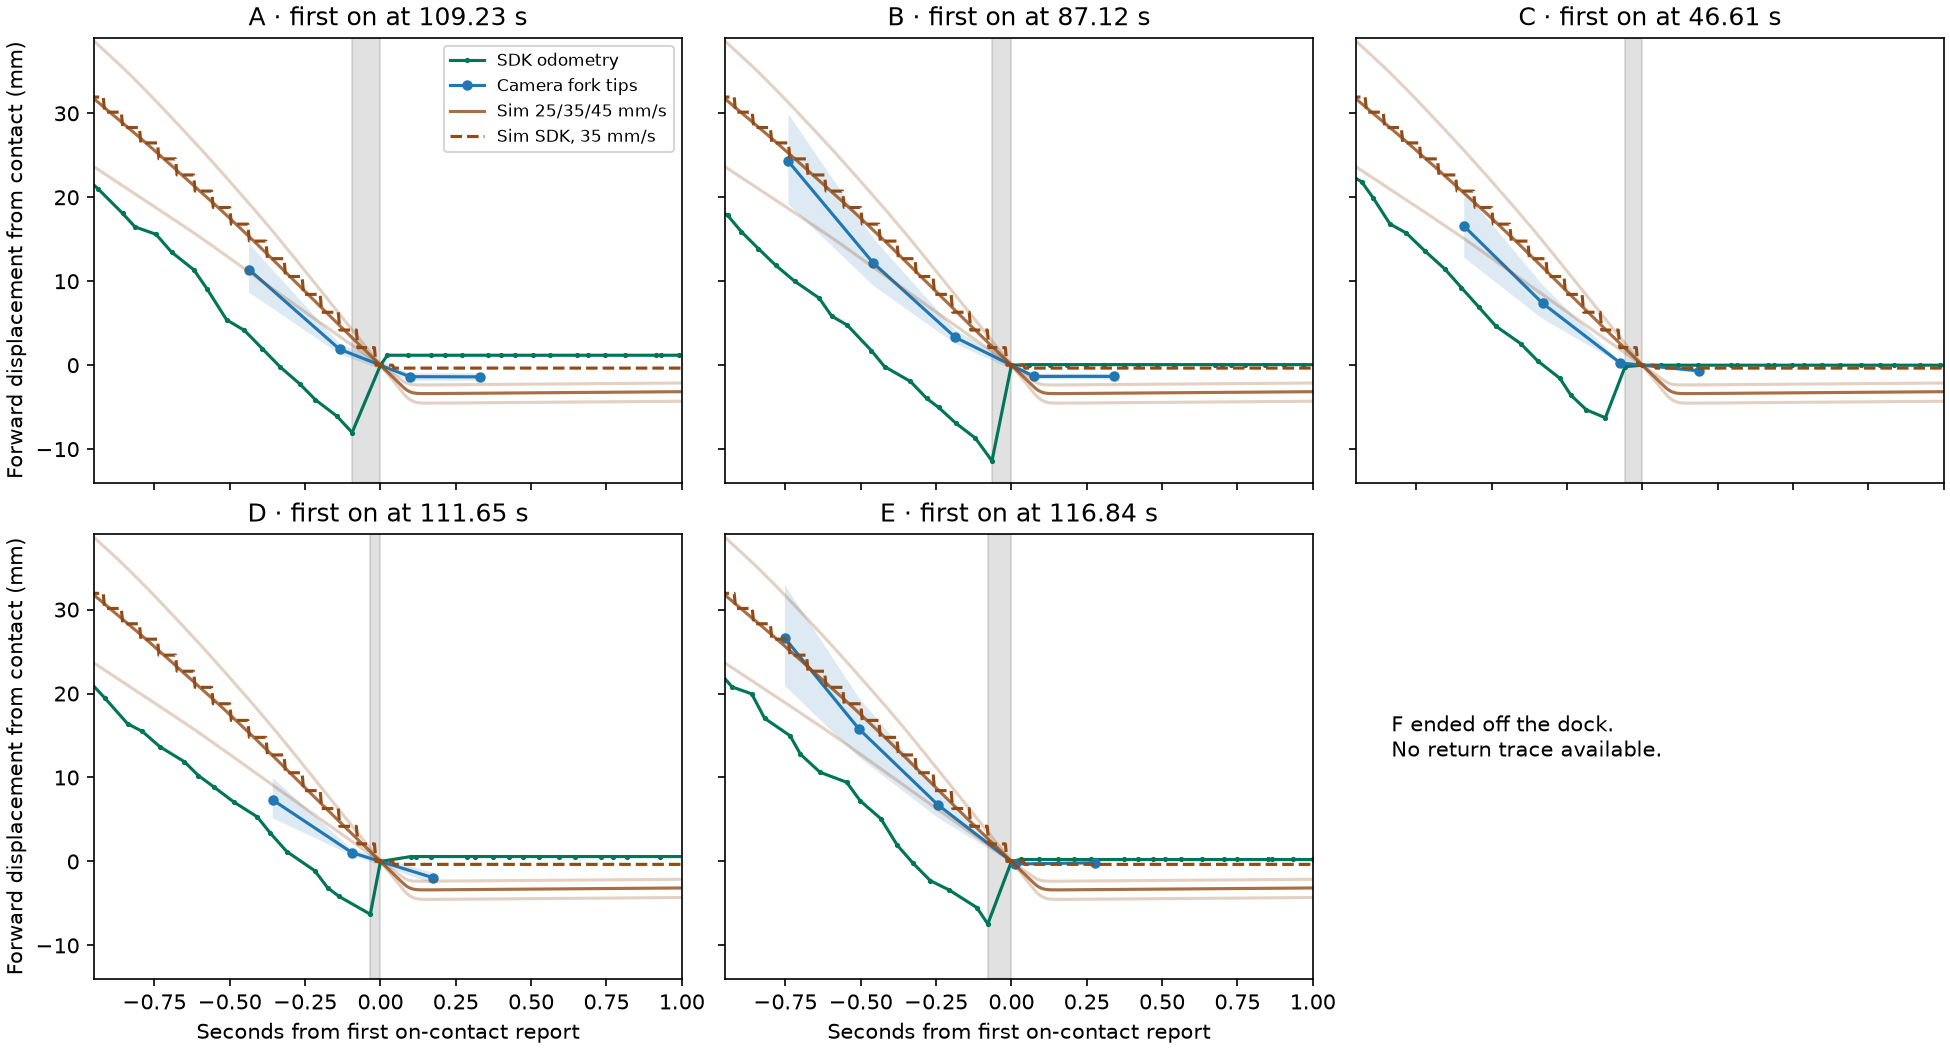 A · first on at 109.23 s
B · first on at 87.12 s
C · first on at 46.61 s
Forward displacement from contact (mm)
30
20
10
0
−10
SDK odometry
Camera fork tips
Sim 25/35/45 mm/s
Sim SDK, 35 mm/s
D · first on at 111.65 s
E · first on at 116.84 s
Forward displacement from contact (mm)
30
20
10
0
−10
F ended off the dock.
No return trace available.
−0.75 −0.50 −0.25 0.00 0.25 0.50 0.75 1.00
−0.75 −0.50 −0.25 0.00 0.25 0.50 0.75 1.00
Seconds from first on-contact report
Seconds from first on-contact report